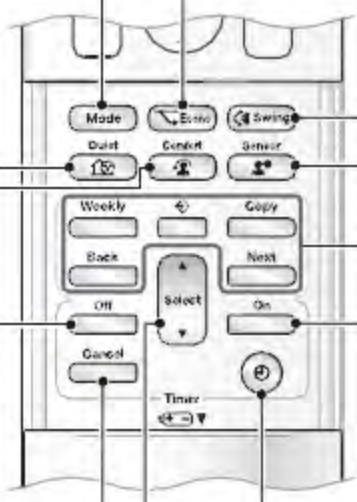 Mode Econo Swing
Quiet Comfort Sensor
Weekly Copy
Back Next
Select
Off On
Cancel
Timer